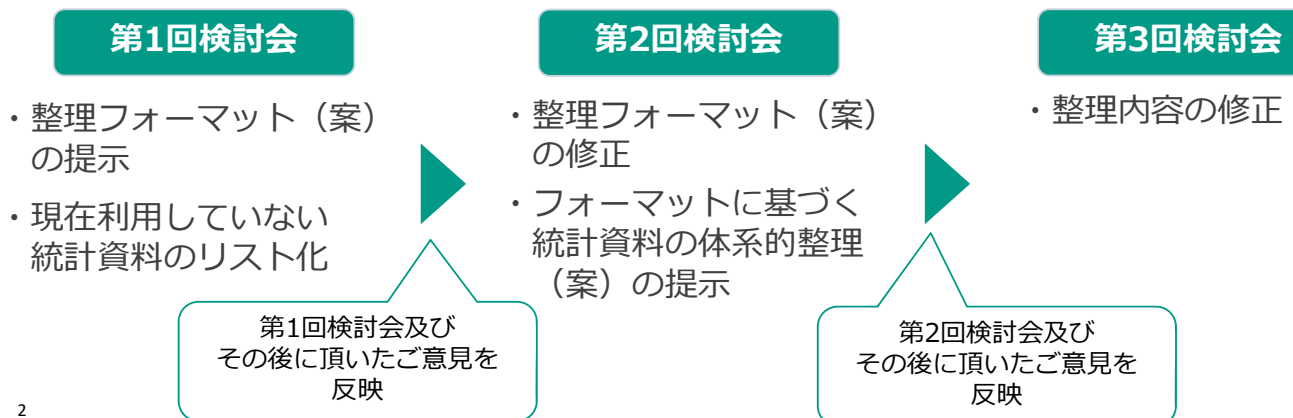 第1回検討会
・整理フォーマット（案）
の提示
・現在利用していない
統計資料のリスト化
第1回検討会及び
その後に頂いたご意見を
反映
第2回検討会
・整理フォーマット（案）
の修正
・フォーマットに基づく
統計資料の体系的整理
（案）の提示
第2回検討会及び
その後に頂いたご意見を
反映
第3回検討会
・整理内容の修正
2